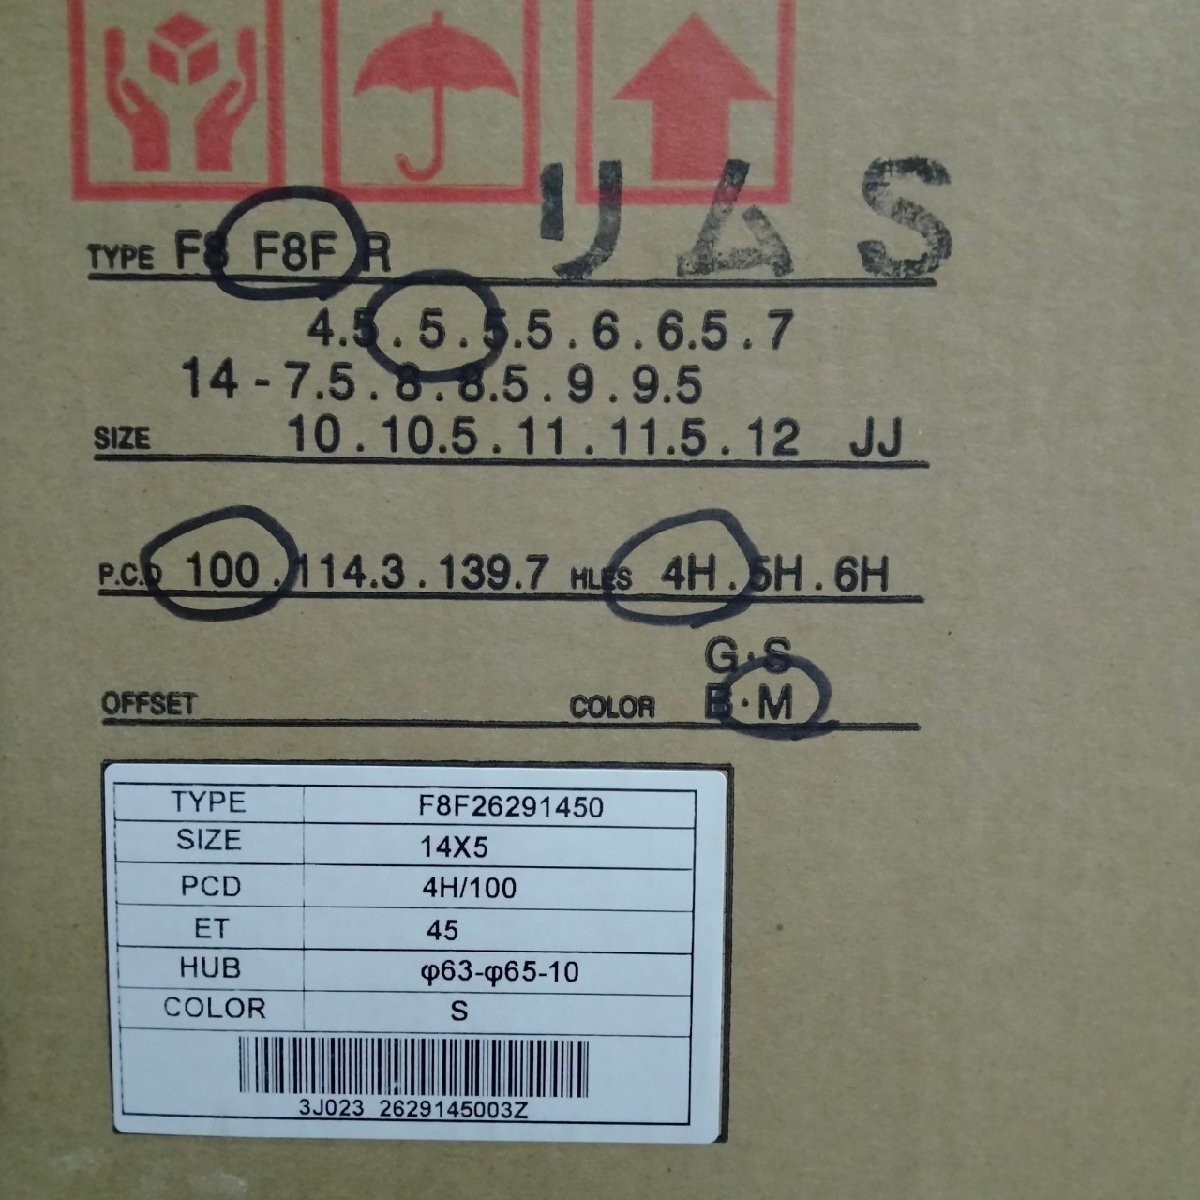 リムS
TYPE F8 F8F R
4.5 . 5 . 5.5 . 6 . 6.5 . 7
14 - 7.5 . 8 . 8.5 . 9 . 9.5
SIZE 10 . 10.5 . 11 . 11.5 . 12 JJ
P.C.D 100 . 114.3 . 139.7 HLES 4H . 5H . 6H
G·S
OFFSET COLOR B·M
TYPE F8F26291450
SIZE 14X5
PCD 4H/100
ET 45
HUB φ63-φ65-10
COLOR S
3J023 2629145003Z